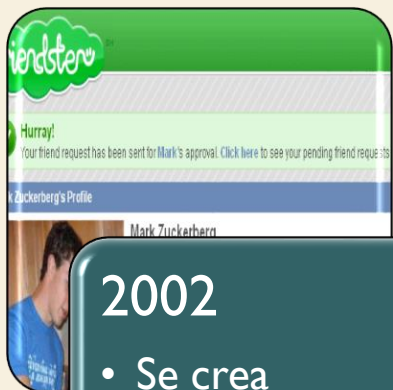 iendster
Hurray!
Your friend request has been sent for Mark's approval. Click here to see your pending friend requests
k Zuckerberg's Profile
Mark Zuckerberg
2002
• Se crea